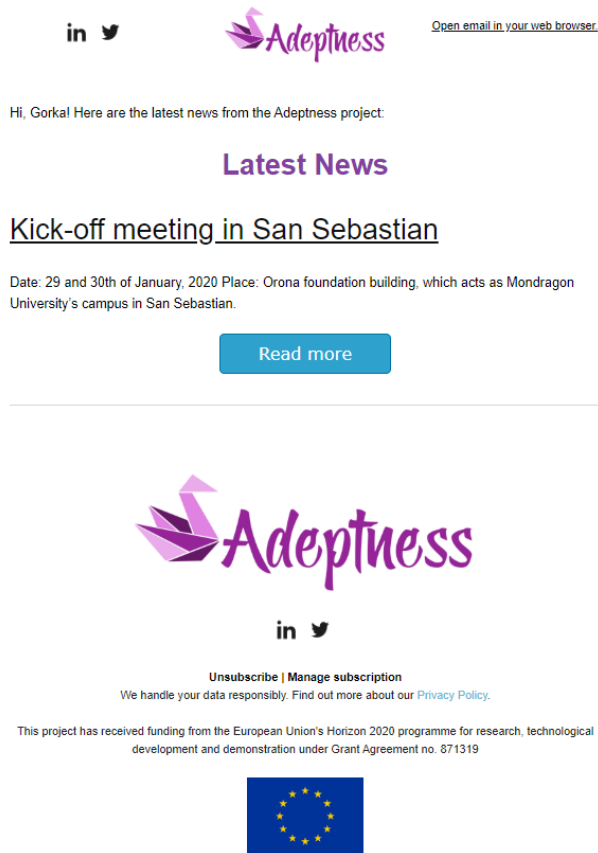 in
Adeptness
Open email in your web browser.
Hi, Gorka! Here are the latest news from the Adeptness project:
Latest News
Kick-off meeting in San Sebastian
Date: 29 and 30th of January, 2020 Place: Orona foundation building, which acts as Mondragon
University's campus in San Sebastian.
Read more
Adeptness
in
Unsubscribe | Manage subscription
We handle your data responsibly. Find out more about our Privacy Policy.
This project has received funding from the European Union's Horizon 2020 programme for research, technological
development and demonstration under Grant Agreement no. 871319